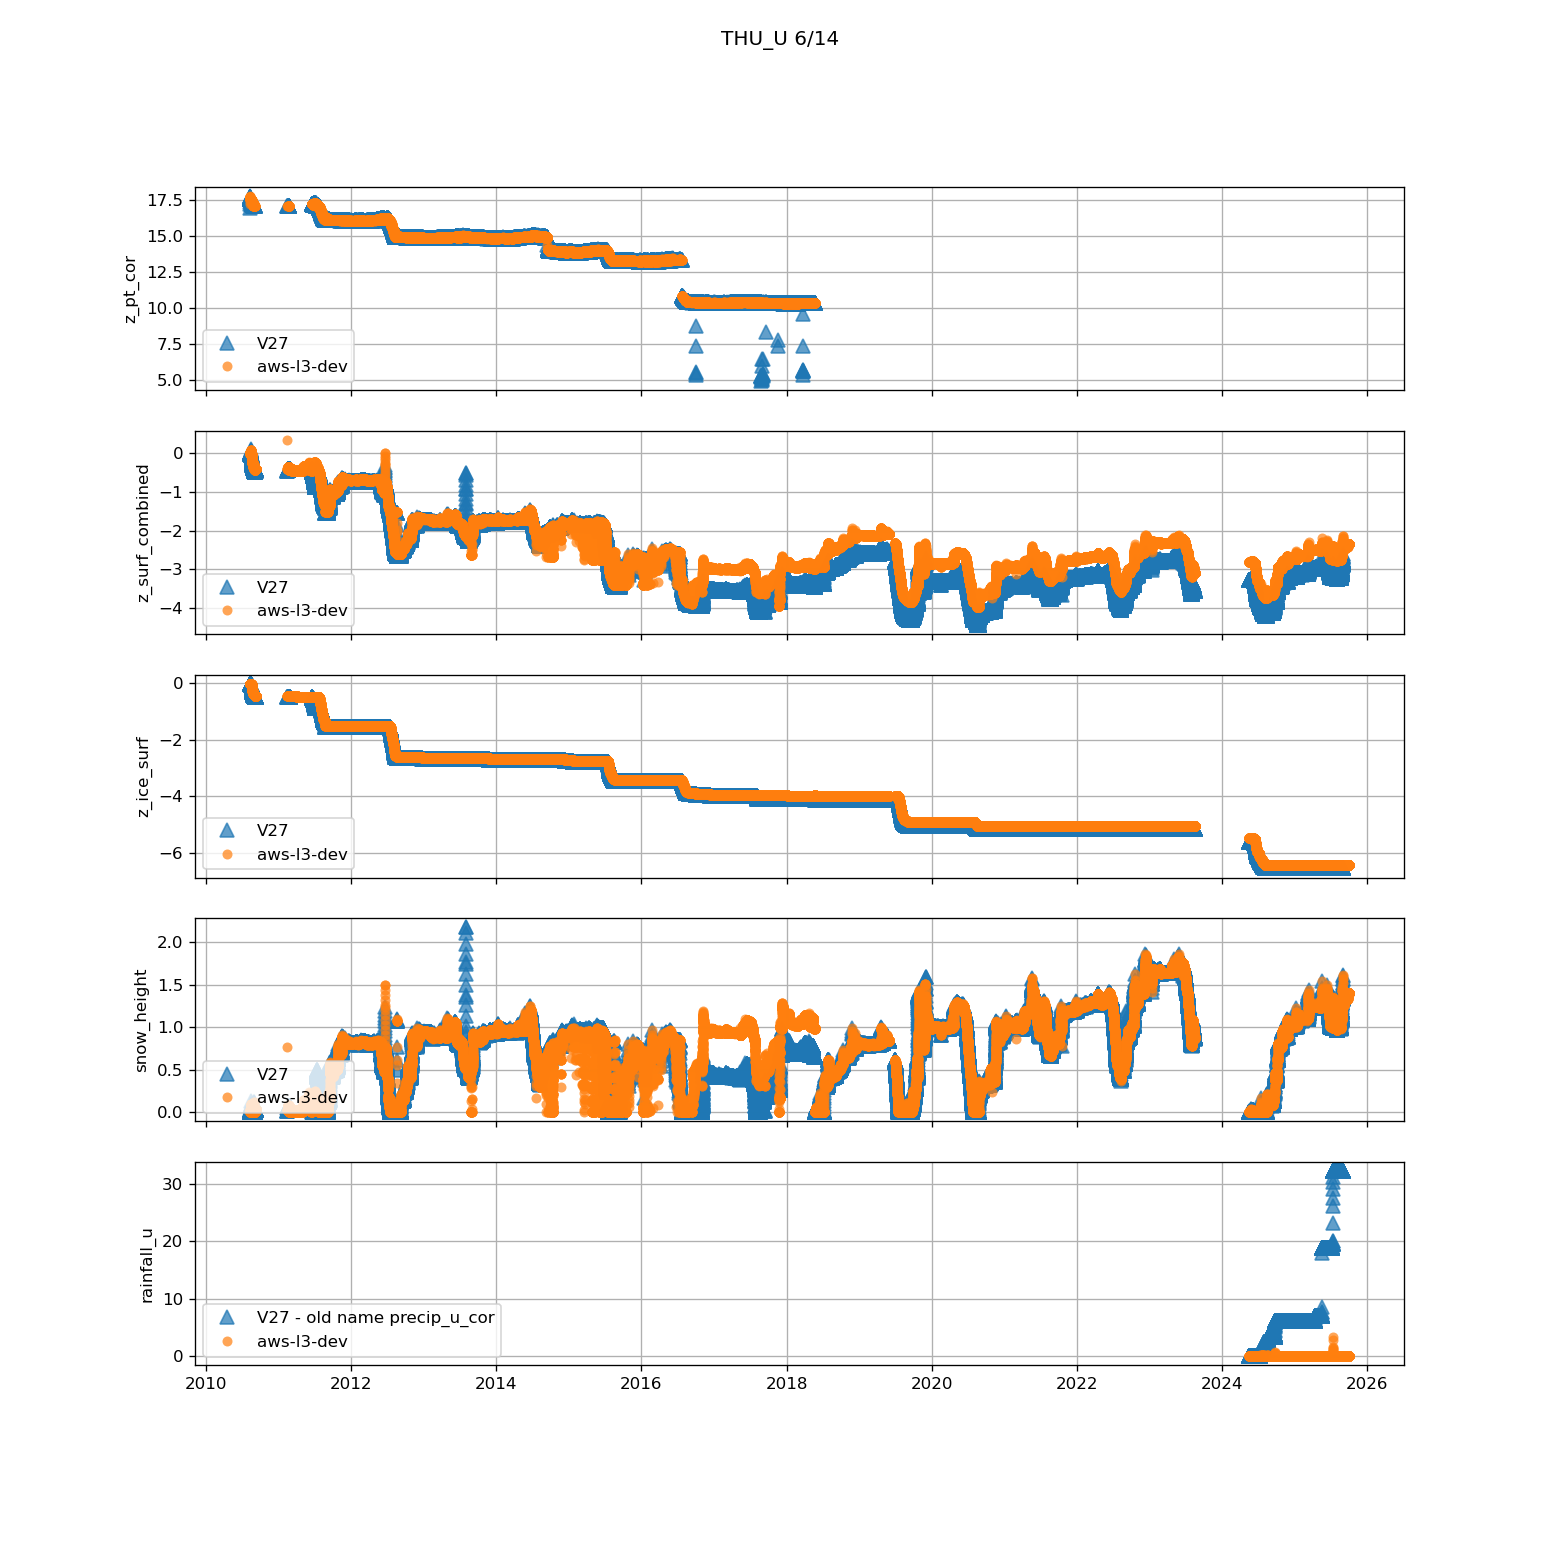 THU_U 6/14
17.5
15.0
12.5
10.0
7.5
5.0
z_pt_cor
V27
aws-l3-dev
0
−1
−2
−3
−4
z_surf_combined
V27
aws-l3-dev
0
−2
−4
−6
z_ice_surf
V27
aws-l3-dev
2.0
1.5
1.0
0.5
0.0
snow_height
V27
aws-l3-dev
30
20
10
0
rainfall_u
V27 - old name precip_u_cor
aws-l3-dev
2010 2012 2014 2016 2018 2020 2022 2024 2026